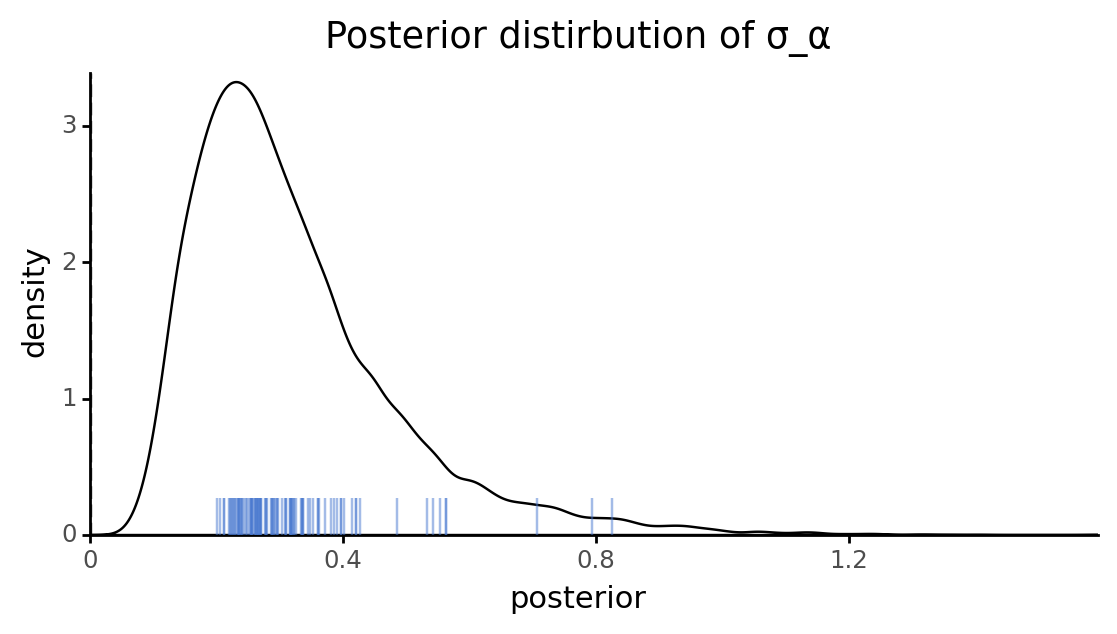 Posterior distirbution of σ_α
density
3
2
1
0
0 0.4 0.8 1.2
posterior